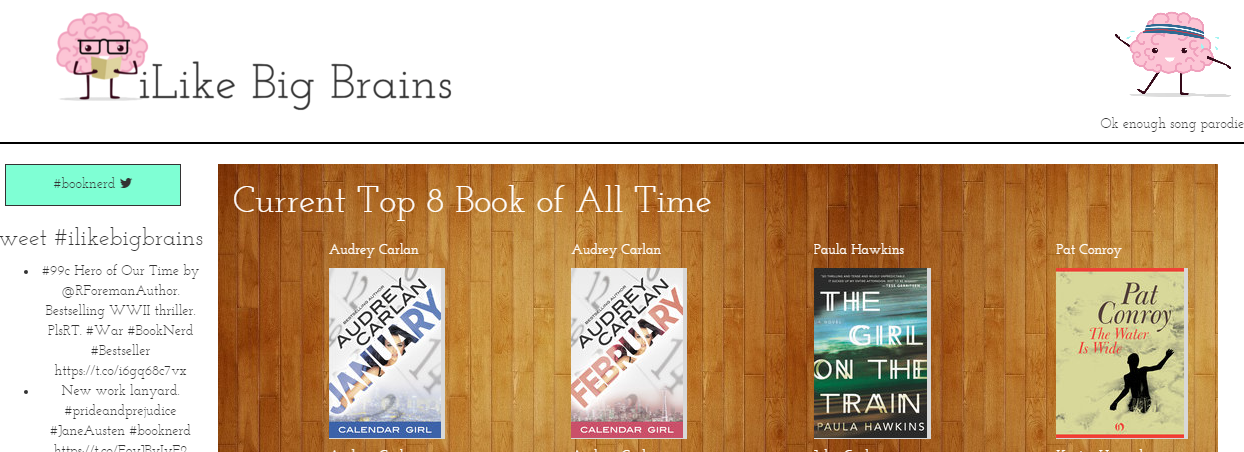 iLike Big Brains
Ok enough song parodie
#booknerd
weet #ilikebigbrains
#99c Hero of Our Time by
@RForemanAuthor.
Bestselling WWII thriller.
PlsRT. #War #BookNerd
#Bestseller
https://t.co/i6gq68c7vx
New work lanyard.
#prideandprejudice
#JaneAusten #booknerd
Current Top 8 Book of All Time
Audrey Carlan
BESTSELLING AUTHOR
AUDREY
CARLAN
JANUARY
CALENDAR GIRL
Audrey Carlan
BESTSELLING AUTHOR
AUDREY
CARLAN
FEBRUARY
CALENDAR GIRL
Paula Hawkins
THE
A NOVEL
GIRL
ON THE
TRAIN
PAULA HAWKINS
Pat Conroy
Pat
Conroy
The Water
Is Wide